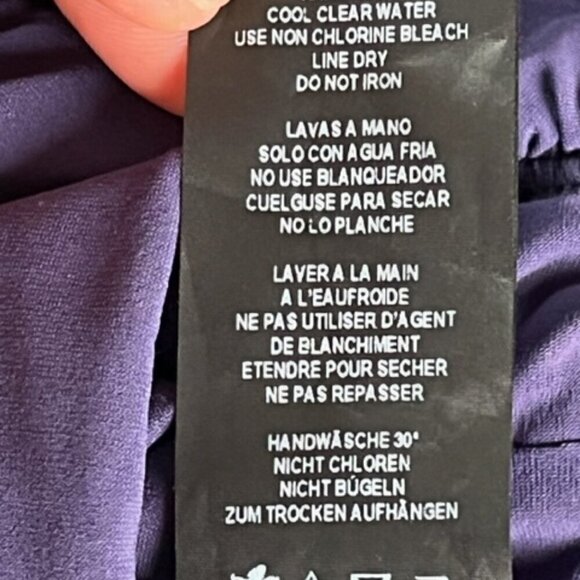 COOL CLEAR WATER
USE NON CHLORINE BLEACH
LINE DRY
DO NOT IRON
LAVAS A MANO
SOLO CON AGUA FRIA
NO USE BLANQUEADOR
CUELGUSE PARA SECAR
NO LO PLANCHE
LAVER A LA MAIN
A L'EAUFROIDE
NE PAS UTILISER D'AGENT
DE BLANCHIMENT
ETENDRE POUR SECHER
NE PAS REPASSER
HANDWÄSCHE 30°
NICHT CHLOREN
NICHT BÚGELN
ZUM TROCKEN AUFHÄNGEN